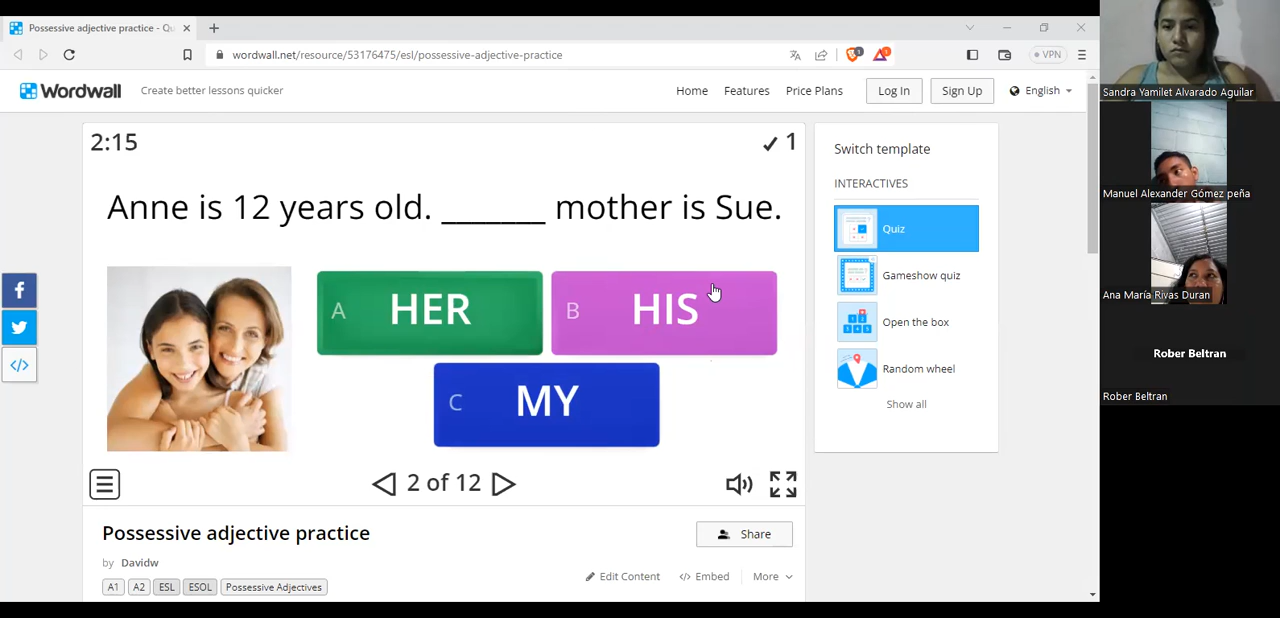 Possessive adjective practice - Qu
wordwall.net/resource/53176475/esl/possessive-adjective-practice
1
1
VPN
Wordwall
Create better lessons quicker
Home
Features
Price Plans
Log In
Sign Up
English
2:15
1
Anne is 12 years old. ______ mother is Sue.
A HER
B HIS
C MY
2 of 12
Possessive adjective practice
by Davidw
A1
A2
ESL
ESOL
Possessive Adjectives
Share
Edit Content
Embed
More
Switch template
INTERACTIVES
Quiz
Gameshow quiz
Open the box
Random wheel
Show all
Sandra Yamilet Alvarado Aguilar
Manuel Alexander Gómez peña
Ana María Rivas Duran
Rober Beltran
Rober Beltran